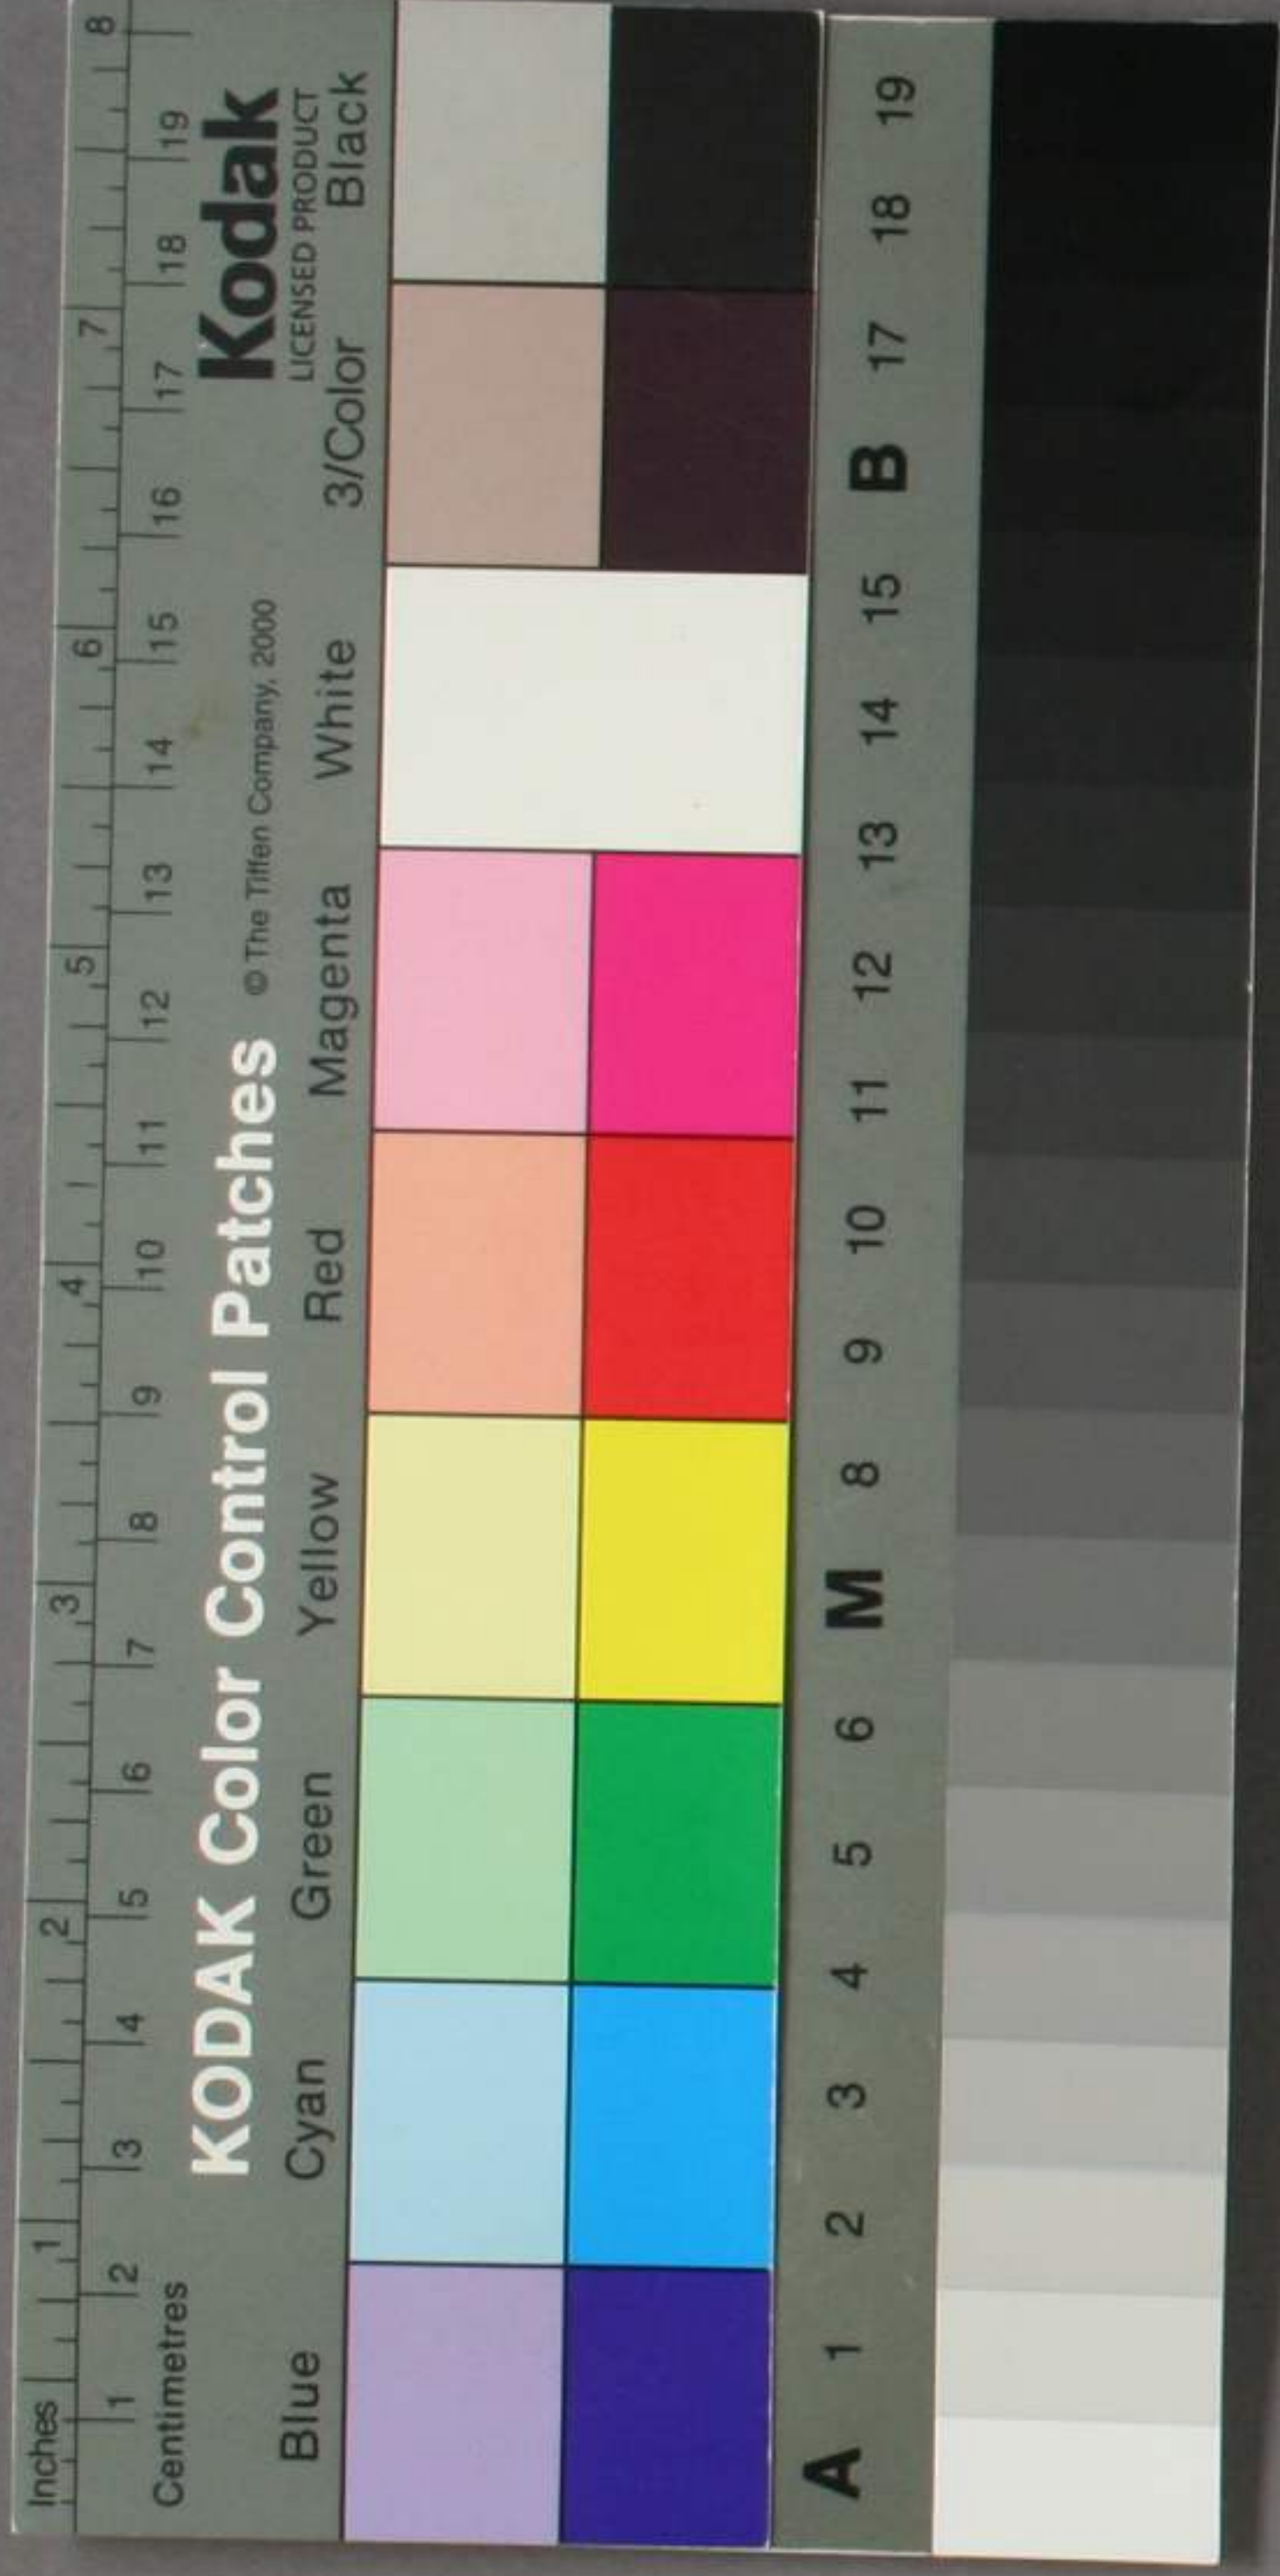 Inches 1 2 3 4 5 6 7 8
Centimetres 1 2 3 4 5 6 7 8 9 10 11 12 13 14 15 16 17 18 19
KODAK Color Control Patches © The Tiffen Company, 2000 Kodak
LICENSED PRODUCT
Blue Cyan Green Yellow Red Magenta White 3/Color Black
A 1 2 3 4 5 6 M 8 9 10 11 12 13 14 15 B 17 18 19